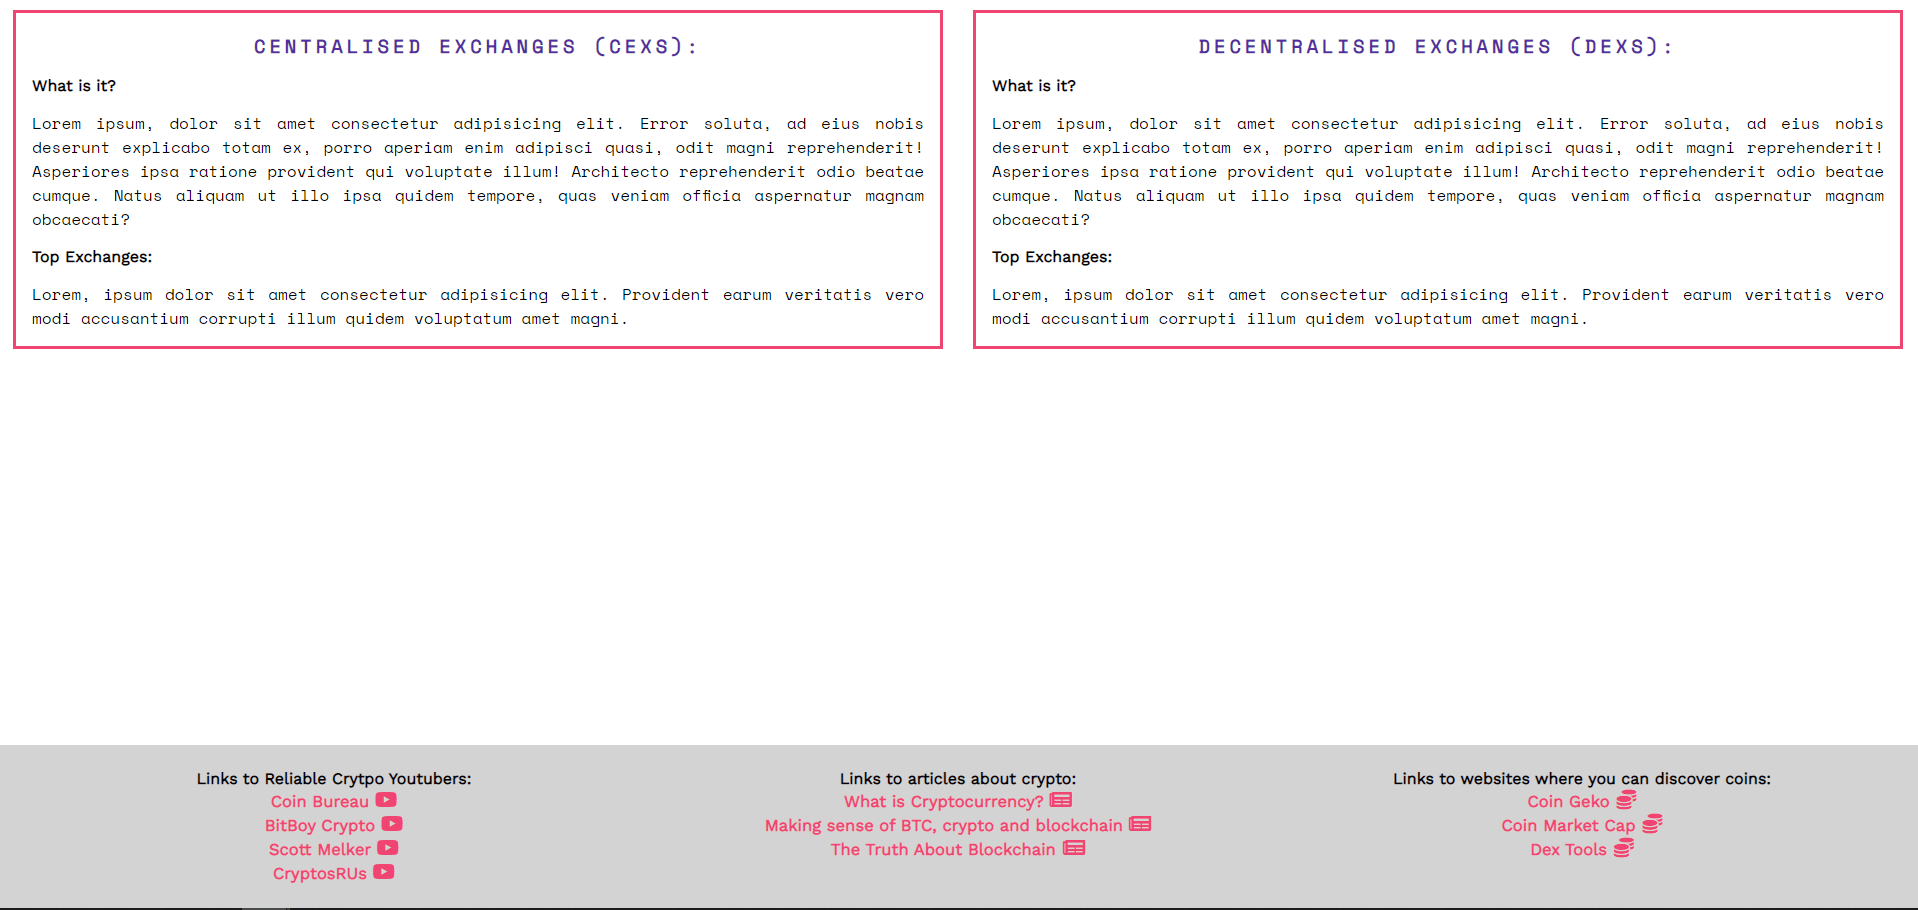 CENTRALISED EXCHANGES (CEXS):
What is it?
Lorem ipsum, dolor sit amet consectetur adipisicing elit. Error soluta, ad eius nobis
deserunt explicabo totam ex, porro aperiam enim adipisci quasi, odit magni reprehenderit!
Asperiores ipsa ratione provident qui voluptate illum! Architecto reprehenderit odio beatae
cumque. Natus aliquam ut illo ipsa quidem tempore, quas veniam officia aspernatur magnam
obcaecati?
Top Exchanges:
Lorem, ipsum dolor sit amet consectetur adipisicing elit. Provident earum veritatis vero
modi accusantium corrupti illum quidem voluptatum amet magni.
DECENTRALISED EXCHANGES (DEXS):
What is it?
Lorem ipsum, dolor sit amet consectetur adipisicing elit. Error soluta, ad eius nobis
deserunt explicabo totam ex, porro aperiam enim adipisci quasi, odit magni reprehenderit!
Asperiores ipsa ratione provident qui voluptate illum! Architecto reprehenderit odio beatae
cumque. Natus aliquam ut illo ipsa quidem tempore, quas veniam officia aspernatur magnam
obcaecati?
Top Exchanges:
Lorem, ipsum dolor sit amet consectetur adipisicing elit. Provident earum veritatis vero
modi accusantium corrupti illum quidem voluptatum amet magni.
Links to Reliable Crytpo Youtubers:
Coin Bureau
BitBoy Crypto
Scott Melker
CryptosRUs
Links to articles about crypto:
What is Cryptocurrency?
Making sense of BTC, crypto and blockchain
The Truth About Blockchain
Links to websites where you can discover coins:
Coin Geko
Coin Market Cap
Dex Tools